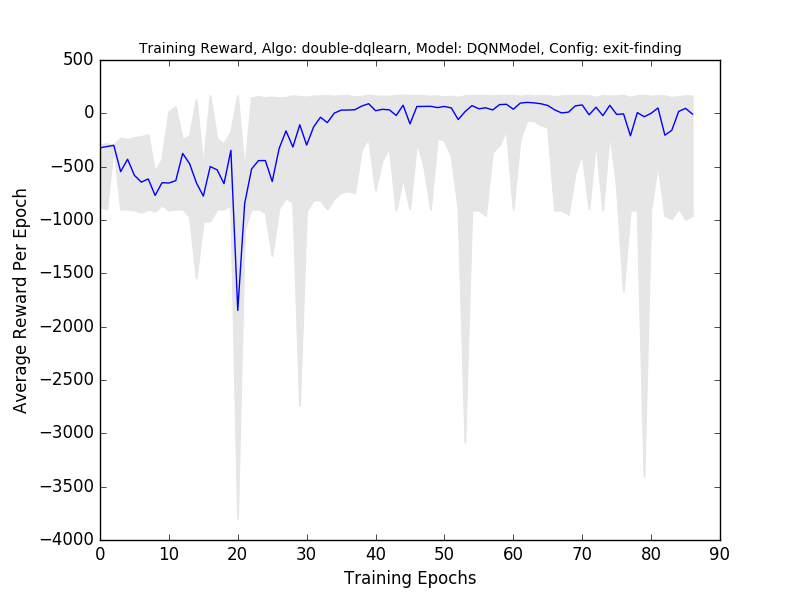 Training Reward, Algo: double-dqlearn, Model: DQNModel, Config: exit-finding
500
0
−500
−1000
−1500
−2000
−2500
−3000
−3500
−4000
Average Reward Per Epoch
0 10 20 30 40 50 60 70 80 90
Training Epochs